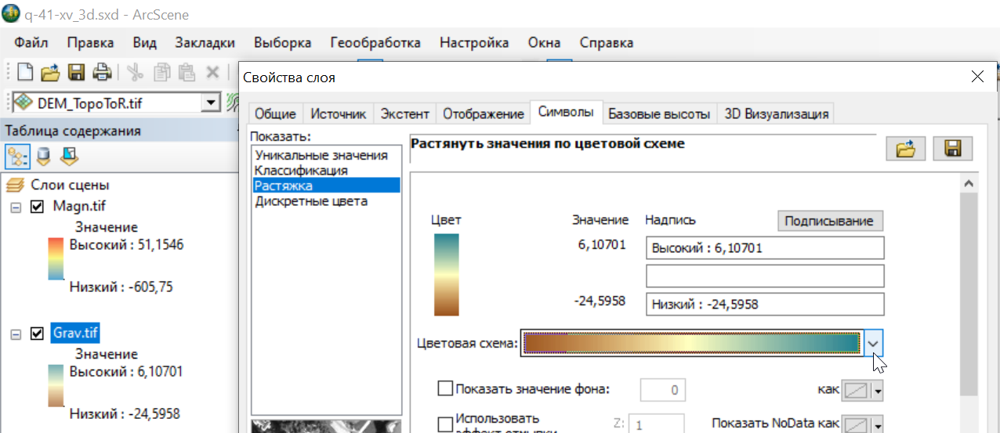 q-41-xv_3d.sxd - ArcScene
Файл Правка Вид Закладки Выборка Геообработка Настройка Окна Справка
DEM_TopoToR.tif
Таблица содержания
Слои сцены
Magn.tif
Значение
Высокий : 51,1546
Низкий : -605,75
Grav.tif
Значение
Высокий : 6,10701
Низкий : -24,5958
Свойства слоя
Общие Источник Экстент Отображение Символы Базовые высоты 3D Визуализация
Показать:
Уникальные значения
Классификация
Растяжка
Дискретные цвета
Растянуть значения по цветовой схеме
Цвет Значение Надпись Подписывание
6,10701 Высокий : 6,10701
-24,5958 Низкий : -24,5958
Цветовая схема:
Показать значение фона: 0 как
Использовать
эффект отмывки Z: 1 Показать NoData как